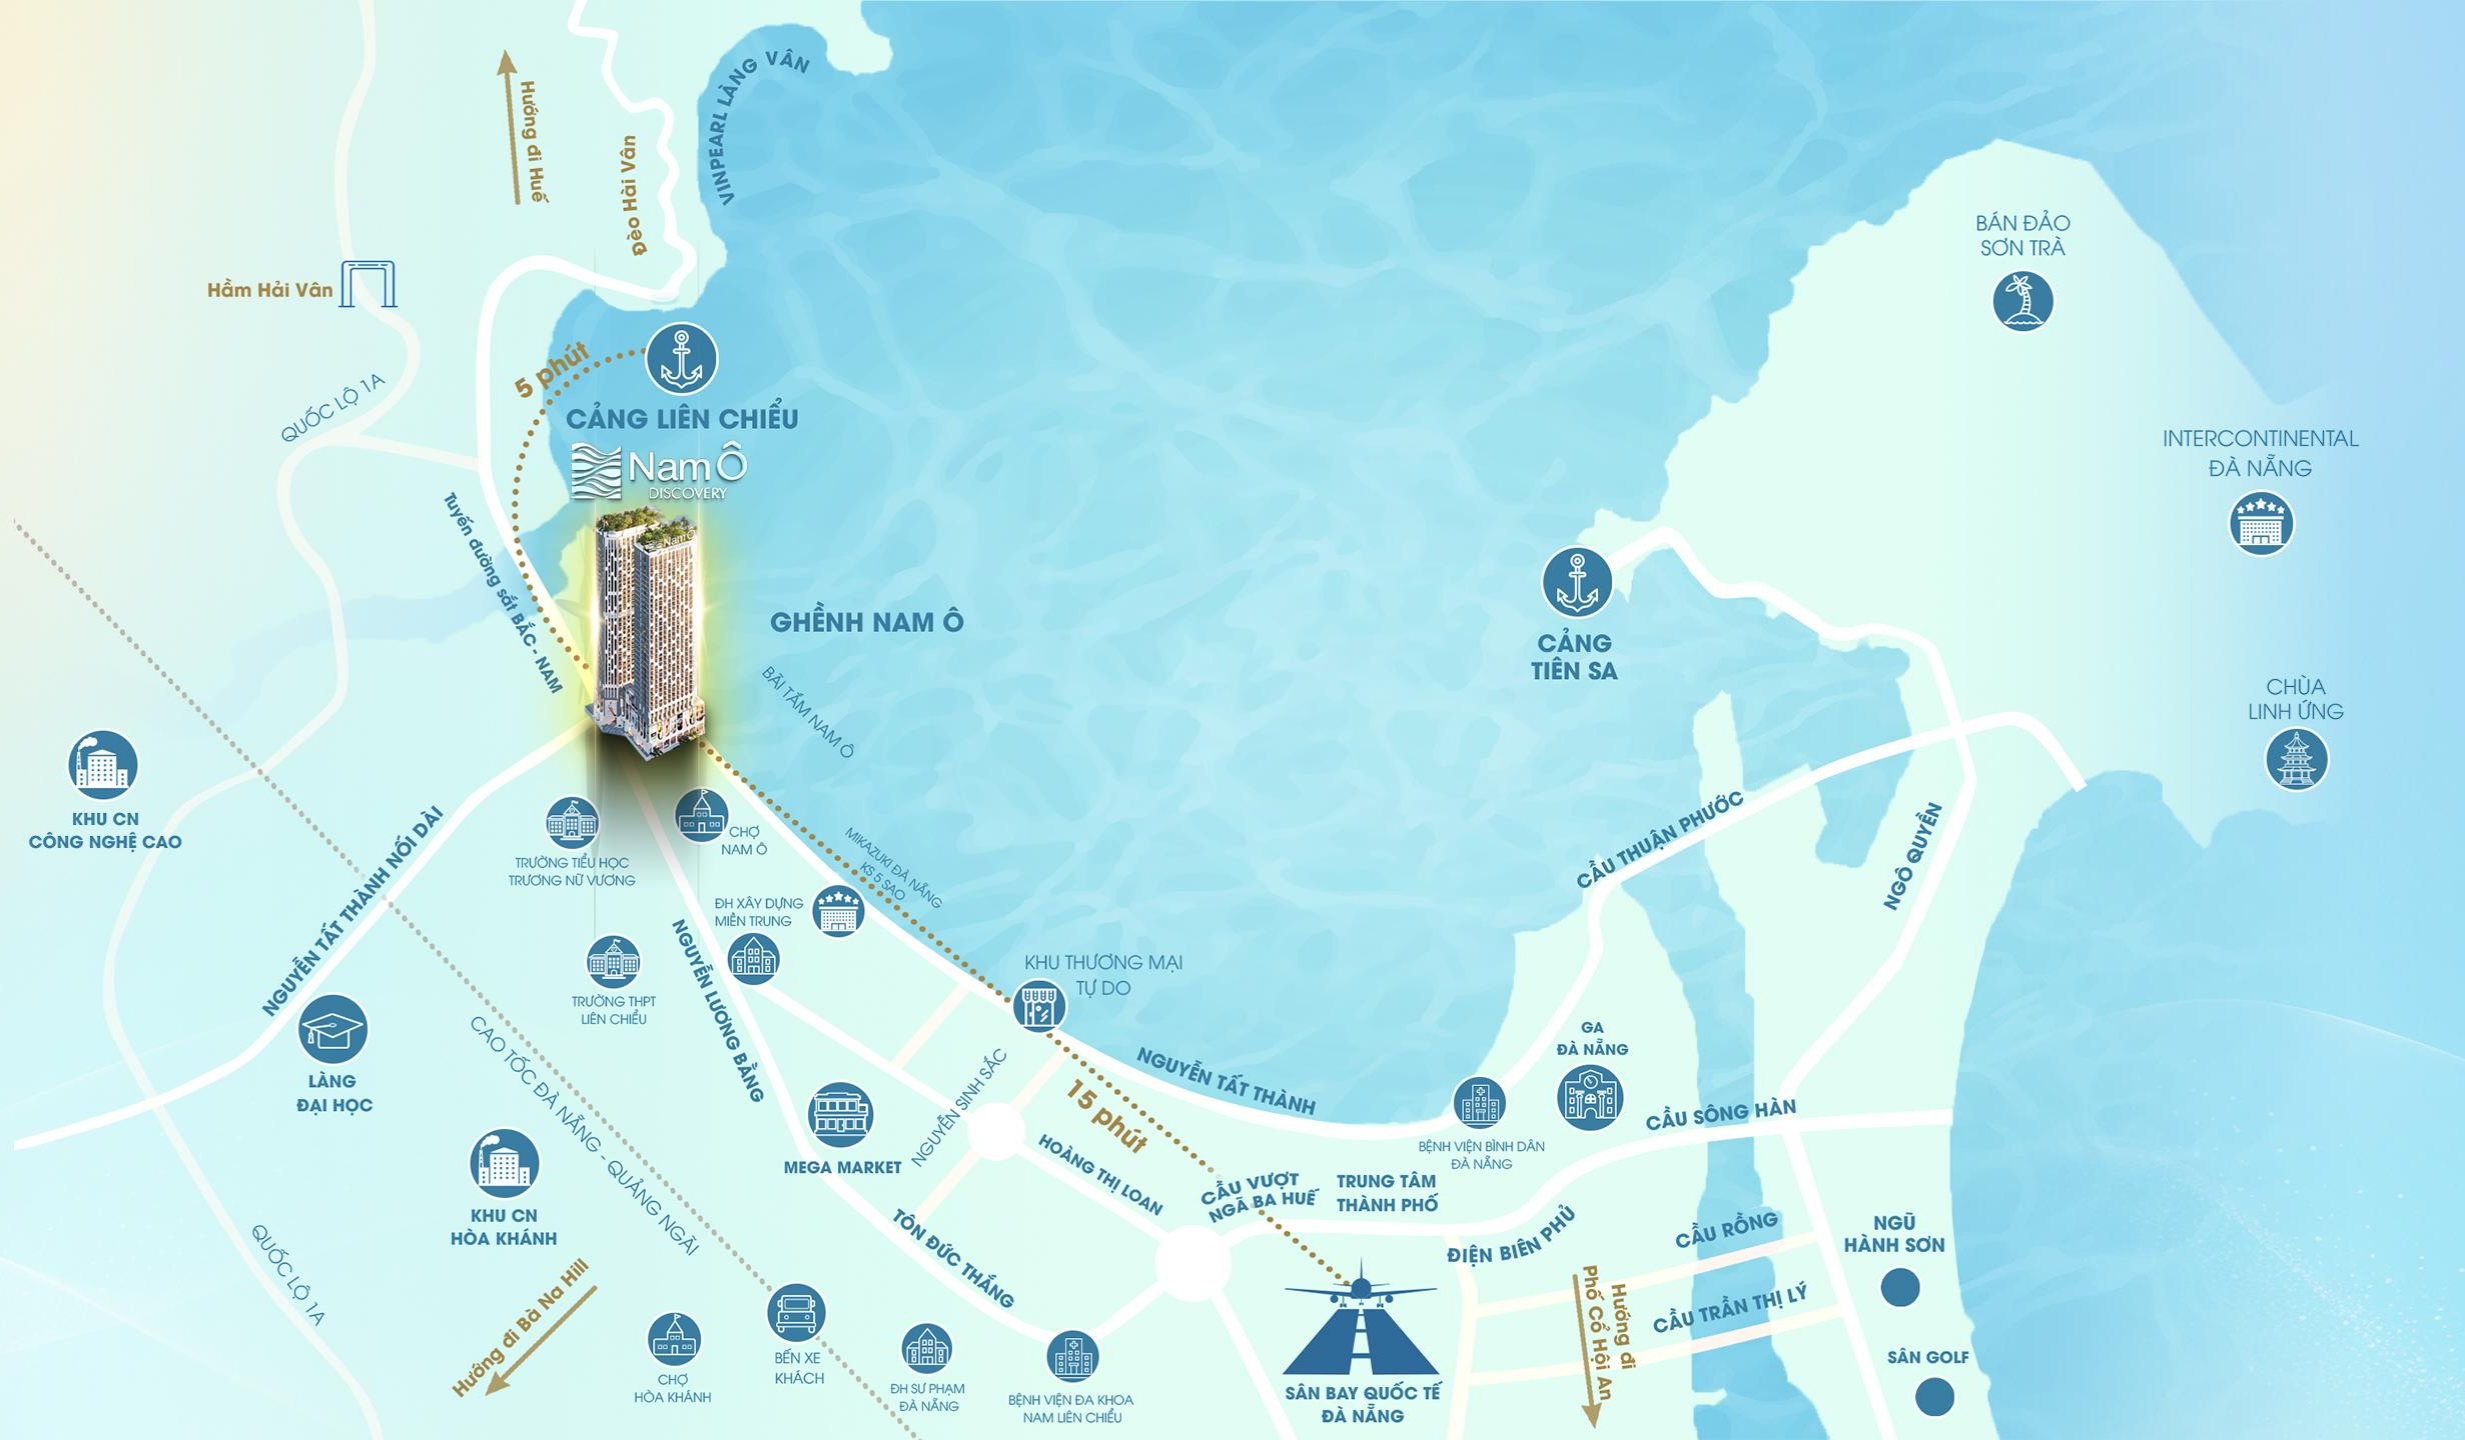 VINPEARL LÀNG VÂN
Hướng đi Huế
Đèo Hải Vân
BÁN ĐẢO
SƠN TRÀ
Hầm Hải Vân
5 phút
QUỐC LỘ 1A
CẢNG LIÊN CHIỂU
Nam Ô
DISCOVERY
INTERCONTINENTAL
ĐÀ NẴNG
Tuyến đường sắt BẮC - NAM
Nam Ô
GHỀNH NAM Ô
CẢNG
TIÊN SA
BÃI TẮM NAM Ô
CHÙA
LINH ỨNG
KHU CN
CÔNG NGHỆ CAO
NGUYỄN TẤT THÀNH NỐI DÀI
TRƯỜNG TIỂU HỌC
TRƯƠNG NỮ VƯƠNG
CHỢ
NAM Ô
MIKAZUKI ĐÀ NẴNG
KS 5 SAO
CẦU THUẬN PHƯỚC
NGÔ QUYỀN
ĐH XÂY DỰNG
MIỀN TRUNG
NGUYỄN LƯƠNG BẰNG
TRƯỜNG THPT
LIÊN CHIỂU
KHU THƯƠNG MẠI
TỰ DO
LÀNG
ĐẠI HỌC
CAO TỐC ĐÀ NẴNG - QUẢNG NGÃI
NGUYỄN SINH SẮC
15 phút
NGUYỄN TẤT THÀNH
GA
ĐÀ NẴNG
BỆNH VIỆN BÌNH DÂN
ĐÀ NẴNG
CẦU SÔNG HÀN
MEGA MARKET
HOÀNG THỊ LOAN
CẦU VƯỢT
NGÃ BA HUẾ
TRUNG TÂM
THÀNH PHỐ
KHU CN
HÒA KHÁNH
TÔN ĐỨC THẮNG
ĐIỆN BIÊN PHỦ
CẦU RỒNG
NGŨ
HÀNH SƠN
QUỐC LỘ 1A
Hướng đi Bà Na Hill
CẦU TRẦN THỊ LÝ
Hướng đi
Phố Cổ Hội An
CHỢ
HÒA KHÁNH
BẾN XE
KHÁCH
ĐH SƯ PHẠM
ĐÀ NẴNG
BỆNH VIỆN ĐA KHOA
NAM LIÊN CHIỂU
SÂN BAY QUỐC TẾ
ĐÀ NẴNG
SÂN GOLF